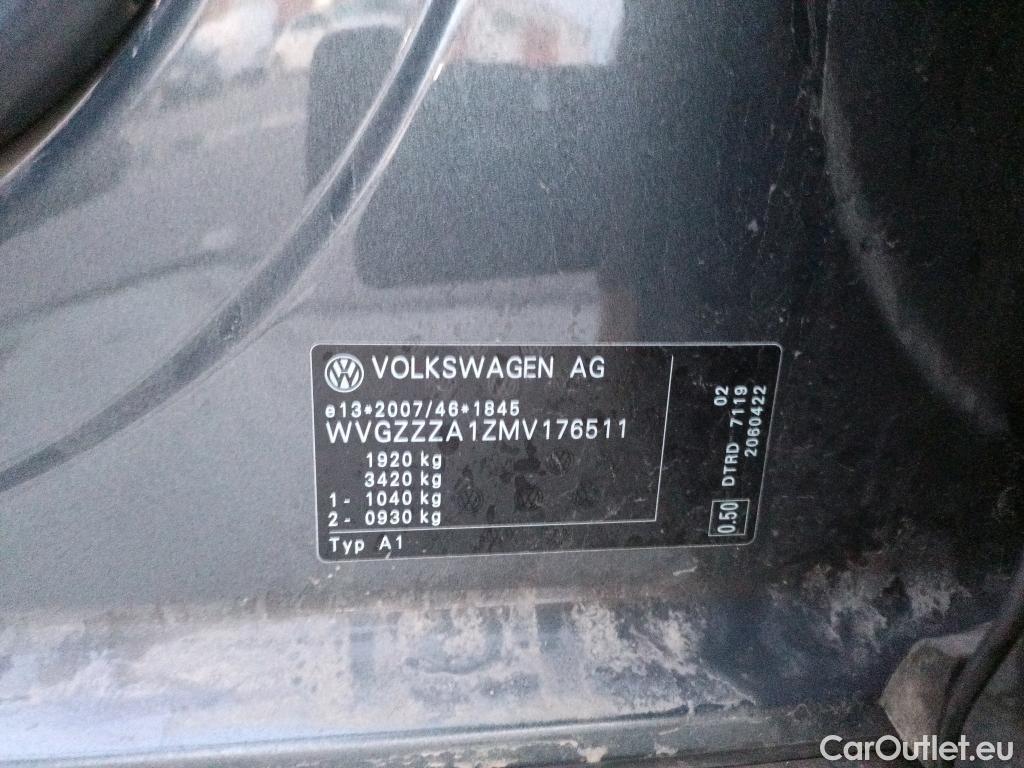 VOLKSWAGEN AG
e13*2007/46*1845
WVGZZZA1ZMV176511
1920 kg
3420 kg
1 - 1040 kg
2 - 0930 kg
Typ A1
0.50 DTRD 7119 02
2060422
CarOutlet.eu